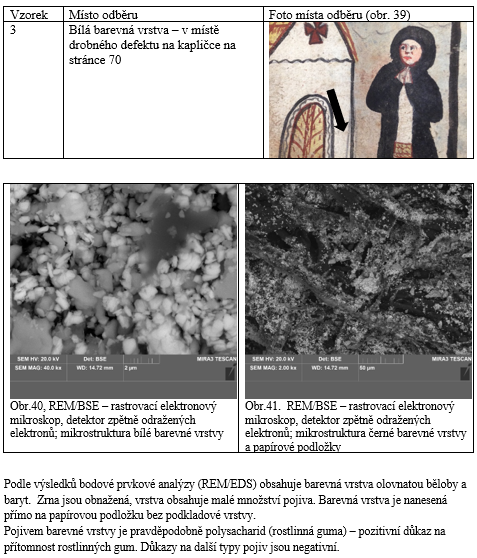 Vzorek Místo odběru Foto místa odběru (obr. 39)
3 Bílá barevná vrstva – v místě
drobného defektu na kapličce na
stránce 70
SEM HV: 20.0 kV Det: BSE MIRA3 TESCAN
SEM MAG: 40.0 kx WD: 14.72 mm 2 µm
SEM HV: 20.0 kV Det: BSE MIRA3 TESCAN
SEM MAG: 2.00 kx WD: 14.72 mm 50 µm
Obr.40, REM/BSE – rastrovací elektronový
mikroskop, detektor zpětně odražených
elektronů; mikrostruktura bílé barevné vrstvy
Obr.41. REM/BSE – rastrovací elektronový
mikroskop, detektor zpětně odražených
elektronů; mikrostruktura černé barevné vrstvy
a papírové podložky
Podle výsledků bodové prvkové analýzy (REM/EDS) obsahuje barevná vrstva olovnatou bělobu a
baryt. Zrna jsou obnažená, vrstva obsahuje malé množství pojiva. Barevná vrstva je nanesená
přímo na papírovou podložku bez podkladové vrstvy.
Pojivem barevné vrstvy je pravděpodobně polysacharid (rostlinná guma) – pozitivní důkaz na
přítomnost rostlinných gum. Důkazy na další typy pojiv jsou negativní.